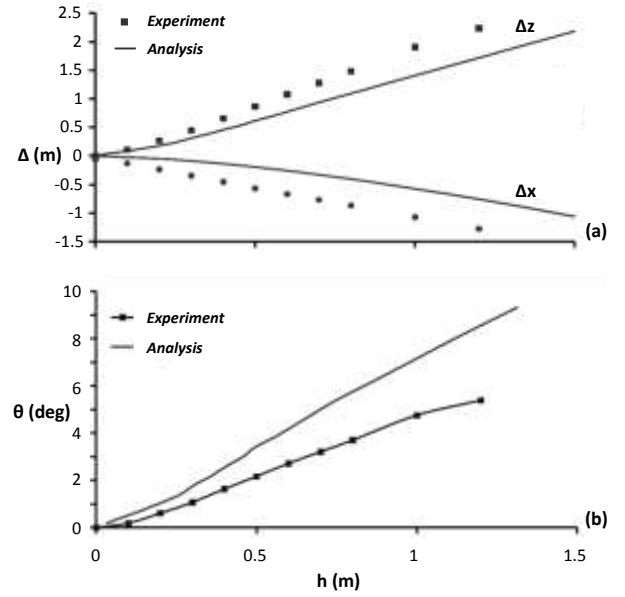 2.5
2
1.5
1
0.5
0
-0.5
-1
-1.5
Δ (m)
Experiment
Analysis
Δz
Δx
(a)
10
8
6
4
2
0
θ (deg)
Experiment
Analysis
(b)
0 0.5 1 1.5
h (m)